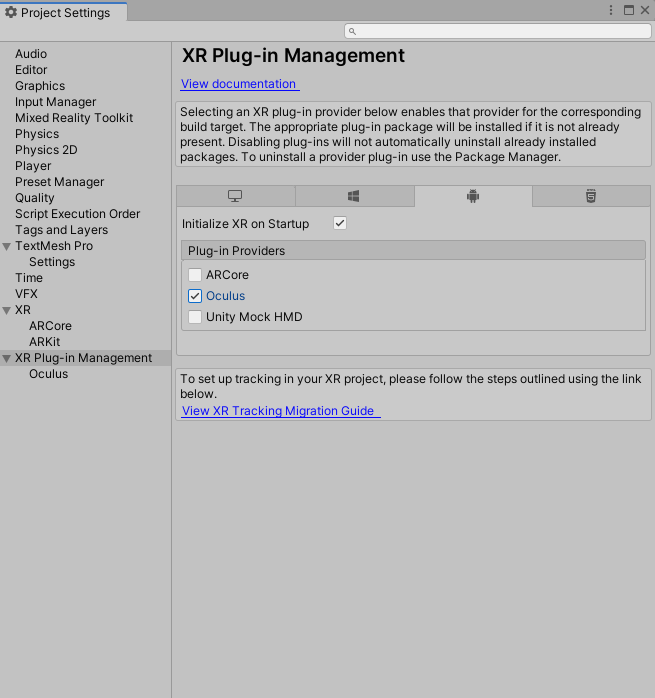 Project Settings
Audio
Editor
Graphics
Input Manager
Mixed Reality Toolkit
Physics
Physics 2D
Player
Preset Manager
Quality
Script Execution Order
Tags and Layers
TextMesh Pro
Settings
Time
VFX
XR
ARCore
ARKit
XR Plug-in Management
Oculus
XR Plug-in Management
View documentation
Selecting an XR plug-in provider below enables that provider for the corresponding
build target. The appropriate plug-in package will be installed if it is not already
present. Disabling plug-ins will not automatically uninstall already installed
packages. To uninstall a provider plug-in use the Package Manager.
Initialize XR on Startup
Plug-in Providers
ARCore
Oculus
Unity Mock HMD
To set up tracking in your XR project, please follow the steps outlined using the link
below.
View XR Tracking Migration Guide